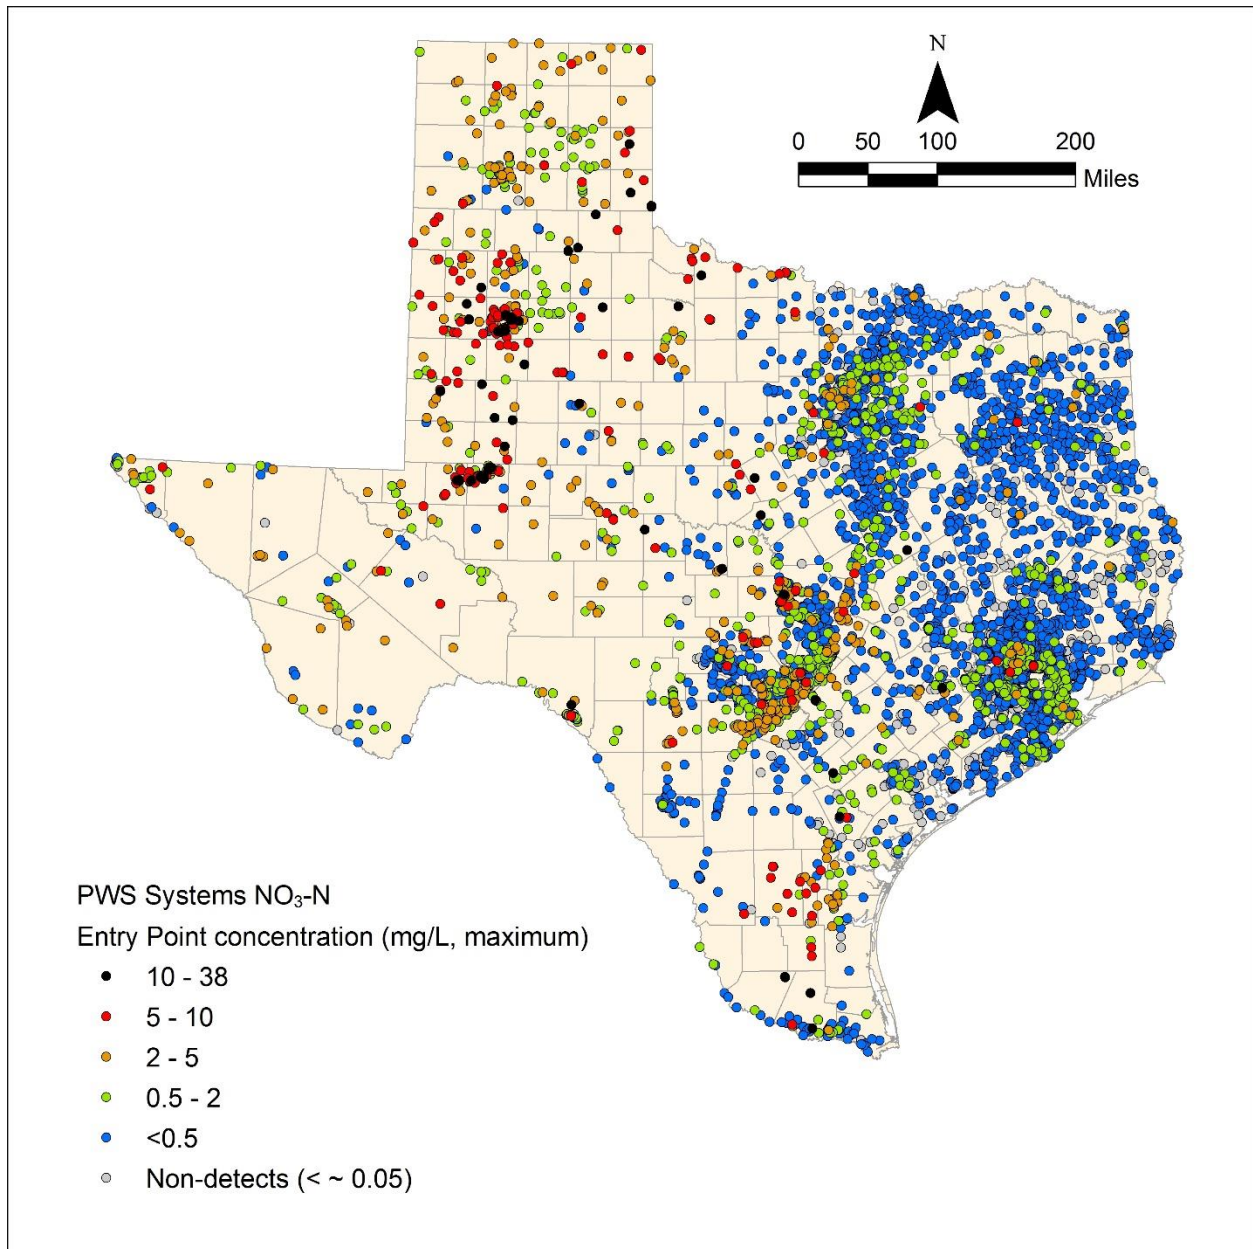 N
0 50 100 200
Miles
PWS Systems NO₃-N
Entry Point concentration (mg/L, maximum)
10 - 38
5 - 10
2 - 5
0.5 - 2
<0.5
Non-detects (< ~ 0.05)